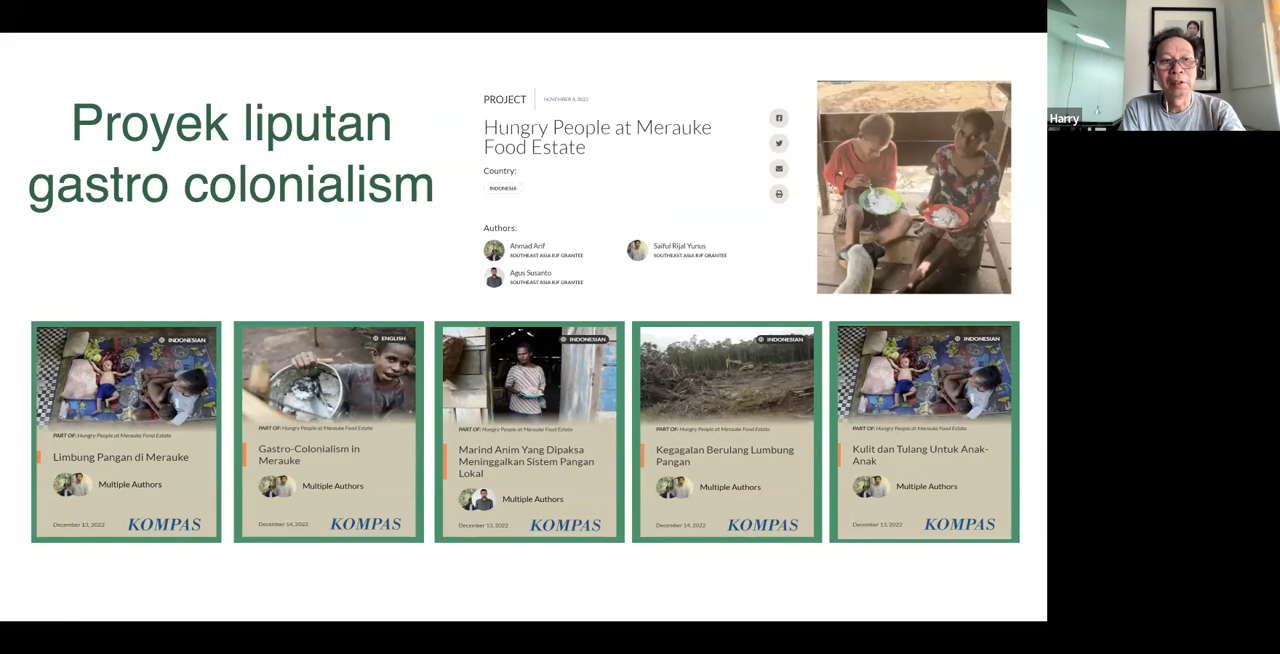 Proyek liputan
gastro colonialism
PROJECT
NOVEMBER 8, 2022
Hungry People at Merauke
Food Estate
Country:
INDONESIA
Authors:
Ahmad Arif
SOUTHEAST ASIA RJF GRANTEE
Saiful Rijal Yunus
SOUTHEAST ASIA RJF GRANTEE
Agus Susanto
SOUTHEAST ASIA RJF GRANTEE
Harry
INDONESIAN
PART OF: Hungry People at Merauke Food Estate
Limbung Pangan di Merauke
Multiple Authors
December 13, 2022
KOMPAS
ENGLISH
PART OF: Hungry People at Merauke Food Estate
Gastro-Colonialism in
Merauke
Multiple Authors
December 14, 2022
KOMPAS
INDONESIAN
PART OF: Hungry People at Merauke Food Estate
Marind Anim Yang Dipaksa
Meninggalkan Sistem Pangan
Lokal
Multiple Authors
December 13, 2022
KOMPAS
INDONESIAN
PART OF: Hungry People at Merauke Food Estate
Kegagalan Berulang Lumbung
Pangan
Multiple Authors
December 14, 2022
KOMPAS
INDONESIAN
PART OF: Hungry People at Merauke Food Estate
Kulit dan Tulang Untuk Anak-
Anak
Multiple Authors
December 13, 2022
KOMPAS